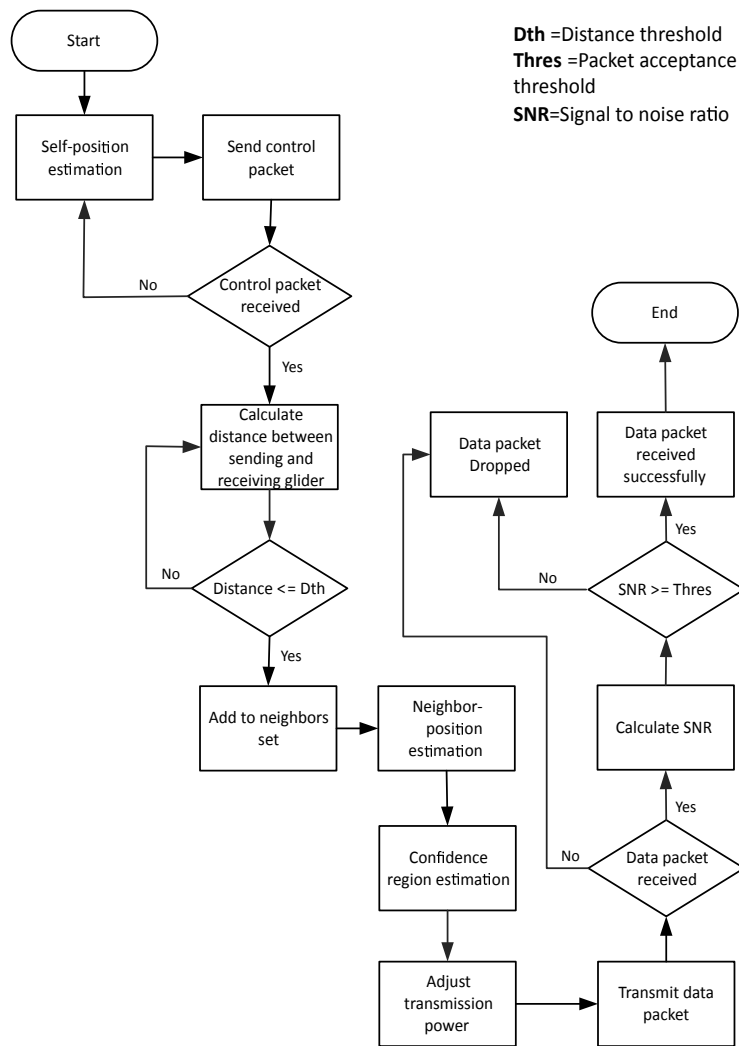 Start
Dth =Distance threshold
Thres =Packet acceptance
threshold
SNR=Signal to noise ratio
Self-position
estimation
Send control
packet
No
Control packet
received
Yes
Calculate
distance between
sending and
receiving glider
No
Distance <= Dth
Yes
Add to neighbors
set
Neighbor-
position
estimation
Confidence
region estimation
Adjust
transmission
power
Transmit data
packet
Data packet
received
No
Yes
Calculate SNR
SNR >= Thres
No
Yes
Data packet
Dropped
Data packet
received
successfully
End